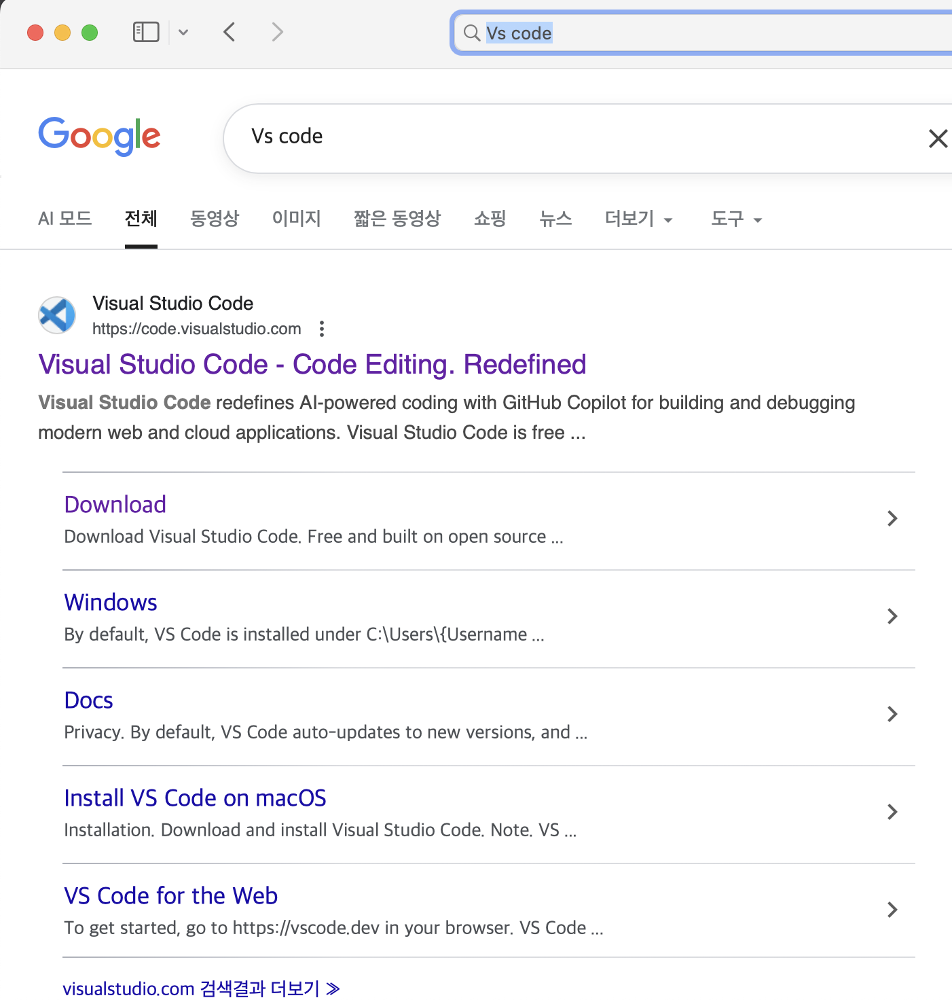 Vs code
Google
Vs code
AI 모드 전체 동영상 이미지 짧은 동영상 쇼핑 뉴스 더보기 도구
Visual Studio Code
https://code.visualstudio.com
Visual Studio Code - Code Editing. Redefined
Visual Studio Code redefines AI-powered coding with GitHub Copilot for building and debugging
modern web and cloud applications. Visual Studio Code is free ...
Download
Download Visual Studio Code. Free and built on open source ...
Windows
By default, VS Code is installed under C:\Users\{Username ...
Docs
Privacy. By default, VS Code auto-updates to new versions, and ...
Install VS Code on macOS
Installation. Download and install Visual Studio Code. Note. VS ...
VS Code for the Web
To get started, go to https://vscode.dev in your browser. VS Code ...
visualstudio.com 검색결과 더보기 ≫